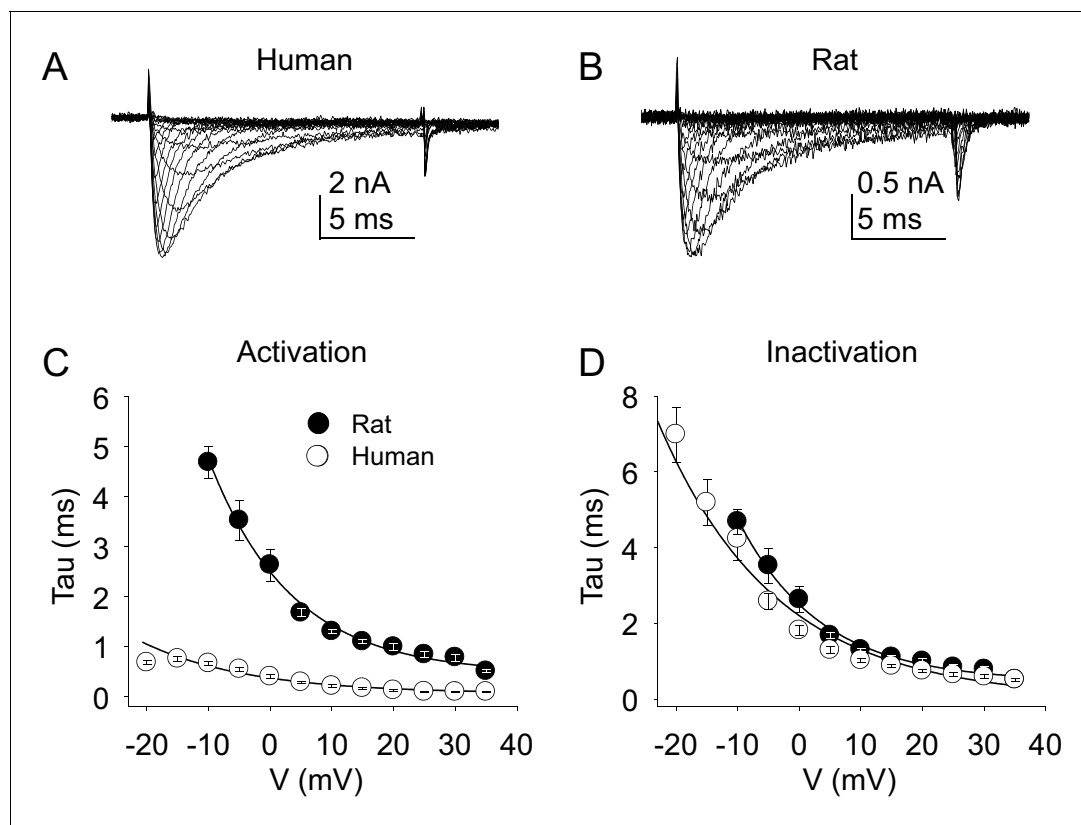 A
Human
2 nA
5 ms
B
Rat
0.5 nA
5 ms
C
Activation
6
5
4
3
2
1
0
Tau (ms)
Rat
Human
-20 -10 0 10 20 30 40
V (mV)
D
Inactivation
8
6
4
2
0
Tau (ms)
-20 -10 0 10 20 30 40
V (mV)